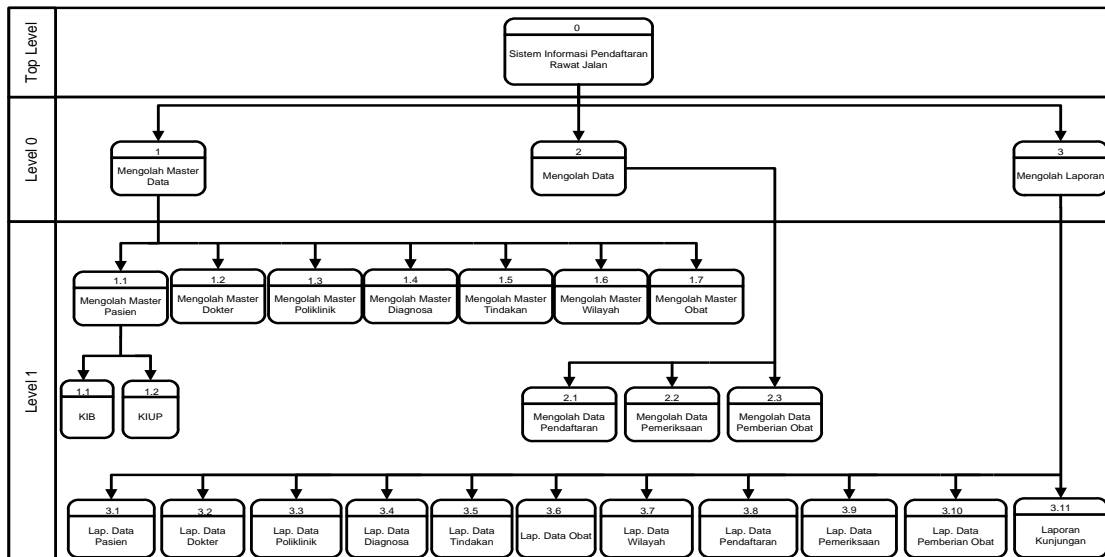 Top Level
0
Sistem Informasi Pendaftaran
Rawat Jalan
Level 0
1
Mengolah Master
Data
2
Mengolah Data
3
Mengolah Laporan
Level 1
1.1
Mengolah Master
Pasien
1.2
Mengolah Master
Dokter
1.3
Mengolah Master
Poliklinik
1.4
Mengolah Master
Diagnosa
1.5
Mengolah Master
Tindakan
1.6
Mengolah Master
Wilayah
1.7
Mengolah Master
Obat
1.1
KIB
1.2
KIUP
2.1
Mengolah Data
Pendaftaran
2.2
Mengolah Data
Pemeriksaan
2.3
Mengolah Data
Pemberian Obat
3.1
Lap. Data
Pasien
3.2
Lap. Data
Dokter
3.3
Lap. Data
Poliklinik
3.4
Lap. Data
Diagnosa
3.5
Lap. Data
Tindakan
3.6
Lap. Data Obat
3.7
Lap. Data
Wilayah
3.8
Lap. Data
Pendaftaran
3.9
Lap. Data
Pemeriksaan
3.10
Lap. Data
Pemberian Obat
3.11
Laporan
Kunjungan